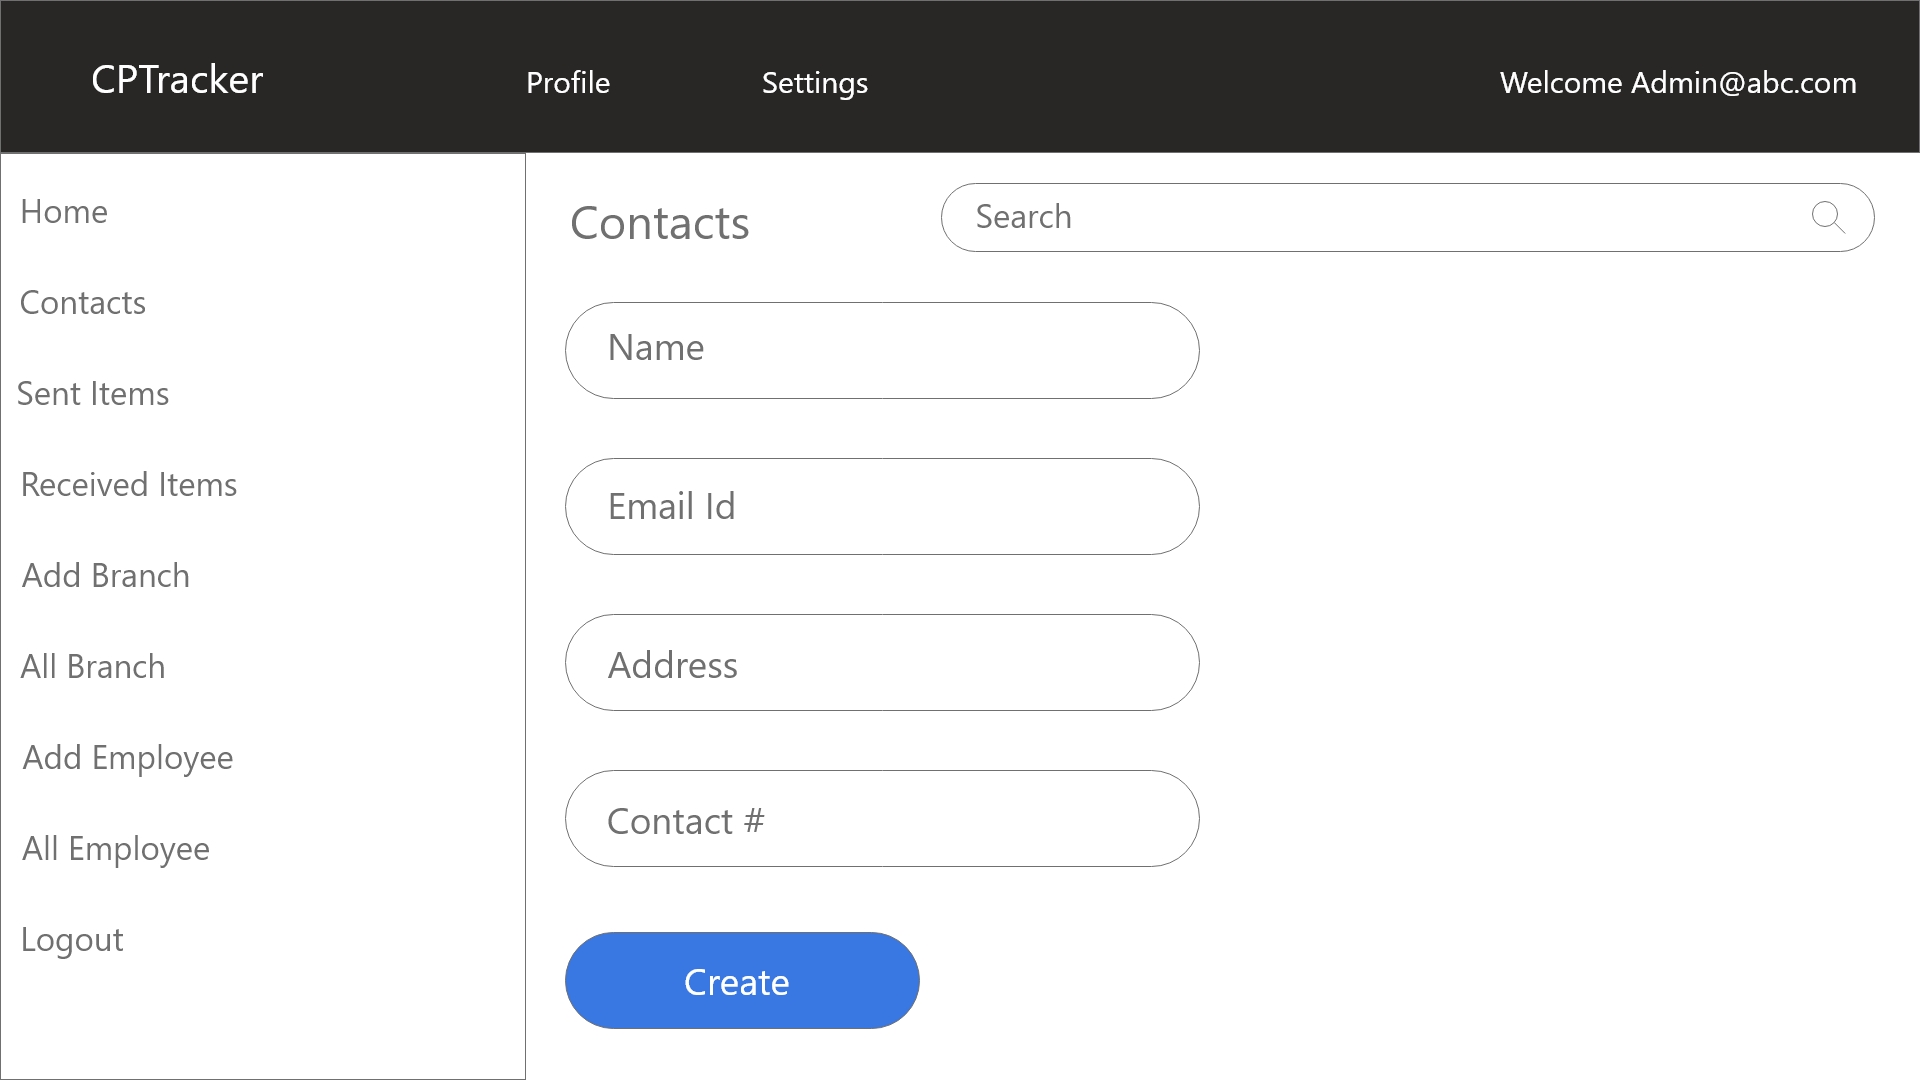 CPTracker
Profile
Settings
Welcome Admin@abc.com
Home
Contacts
Sent Items
Received Items
Add Branch
All Branch
Add Employee
All Employee
Logout
Contacts
Search
Name
Email Id
Address
Contact #
Create